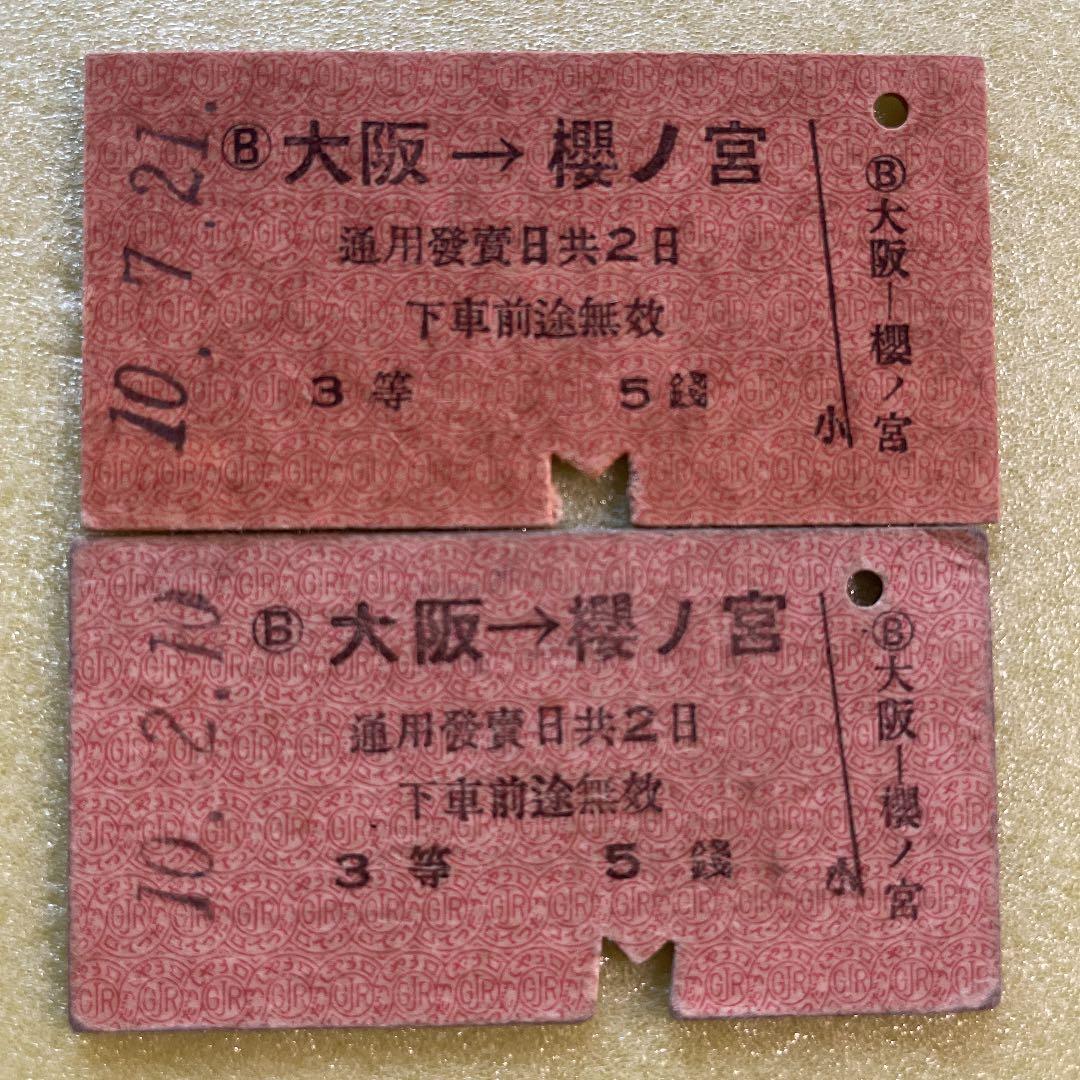 10.7.21.
Ⓑ大阪→櫻ノ宮
通用發賣日共2日
下車前途無效
3等 5錢
小
Ⓑ大阪―櫻ノ宮
10.2.10
Ⓑ大阪→櫻ノ宮
通用發賣日共2日
下車前途無效
3等 5錢
小
Ⓑ大阪―櫻ノ宮